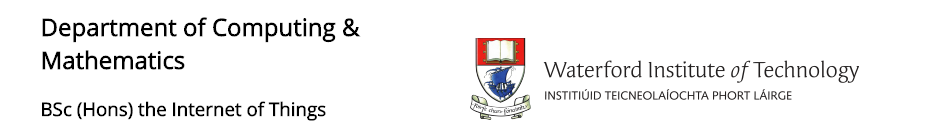 Department of Computing &
Mathematics
BSc (Hons) the Internet of Things
Waterford Institute of Technology
INSTITIÚID TEICNEOLAÍOCHTA PHORT LÁIRGE